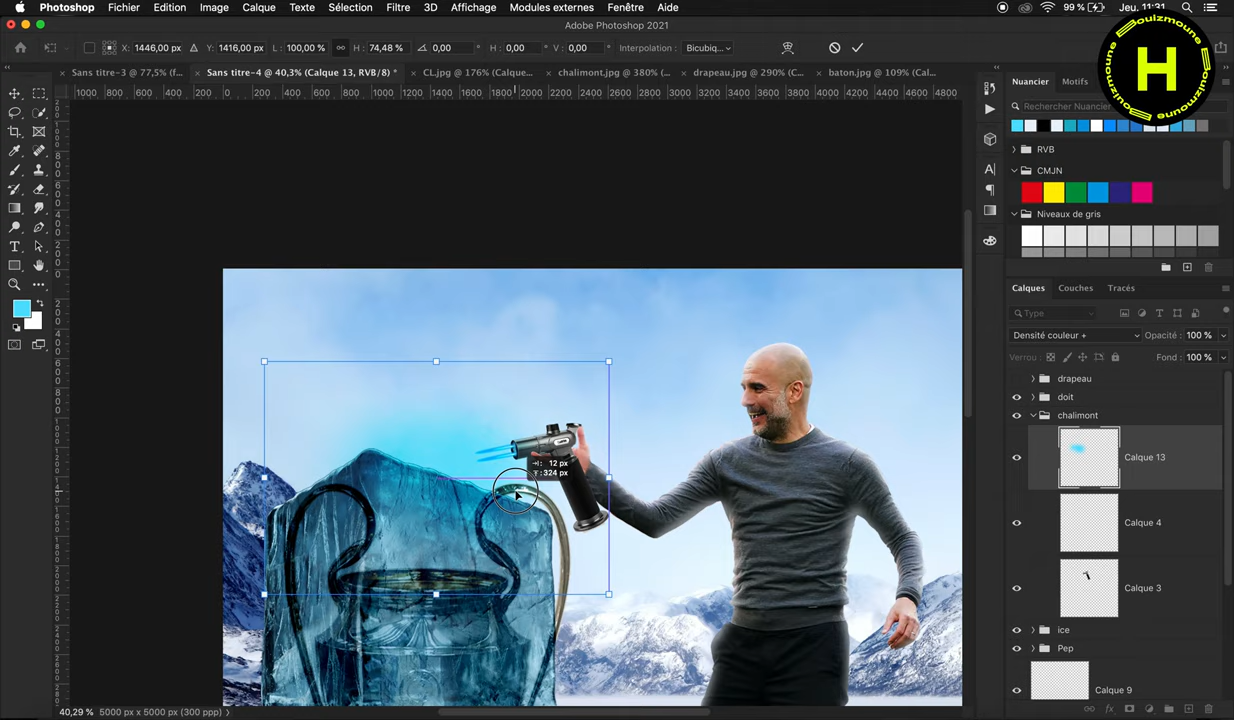 Photoshop Fichier Edition Image Calque Texte Sélection Filtre 3D Affichage Modules externes Fenêtre Aide 99 % Jeu. 11:31
Adobe Photoshop 2021
X: 1446,00 px Y: 1416,00 px L: 100,00 % H: 74,48 % 0,00 ° H: 0,00 ° V: 0,00 ° Interpolation : Bicubiq...
Sans titre-3 @ 77,5% (f... Sans titre-4 @ 40,3% (Calque 13, RVB/8) * CL.jpg @ 176% (Calque... chalimont.jpg @ 380% (... drapeau.jpg @ 290% (C... baton.jpg @ 109% (Cal...
1000 800 600 400 200 0 200 400 600 800 1000 1200 1400 1600 1800 2000 2200 2400 2600 2800 3000 3200 3400 3600 3800 4000 4200 4400 4600 4800
Houizmoune
H
Houizmoune
Nuancier Motifs
Rechercher Nuancier
RVB
CMJN
Niveaux de gris
Calques Couches Tracés
Type
Densité couleur + Opacité : 100 %
Verrou : Fond : 100 %
drapeau
doit
chalimont
Calque 13
Calque 4
Calque 3
ice
Pep
Calque 9
12 px
324 px
40,29 % 5000 px x 5000 px (300 ppp)